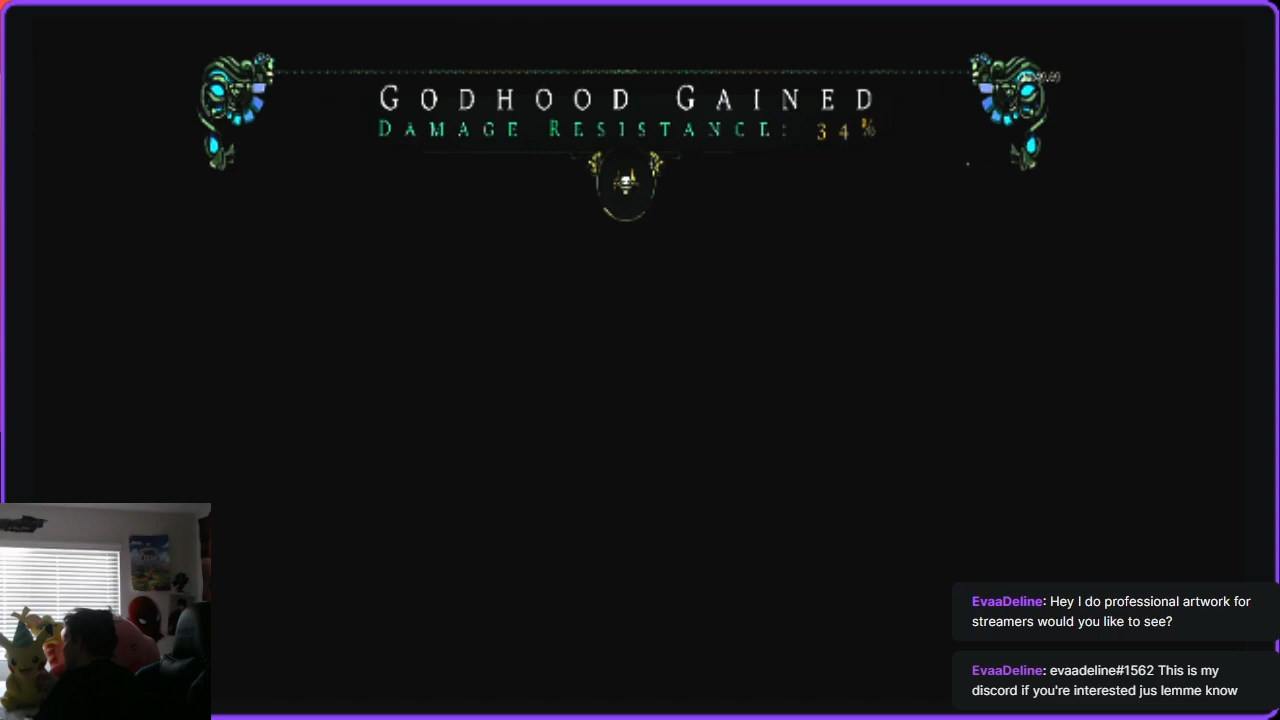 GODHOOD GAINED
DAMAGE RESISTANCE: 34%
EvaaDeline: Hey I do professional artwork for
streamers would you like to see?
EvaaDeline: evaadeline#1562 This is my
discord if you're interested jus lemme know